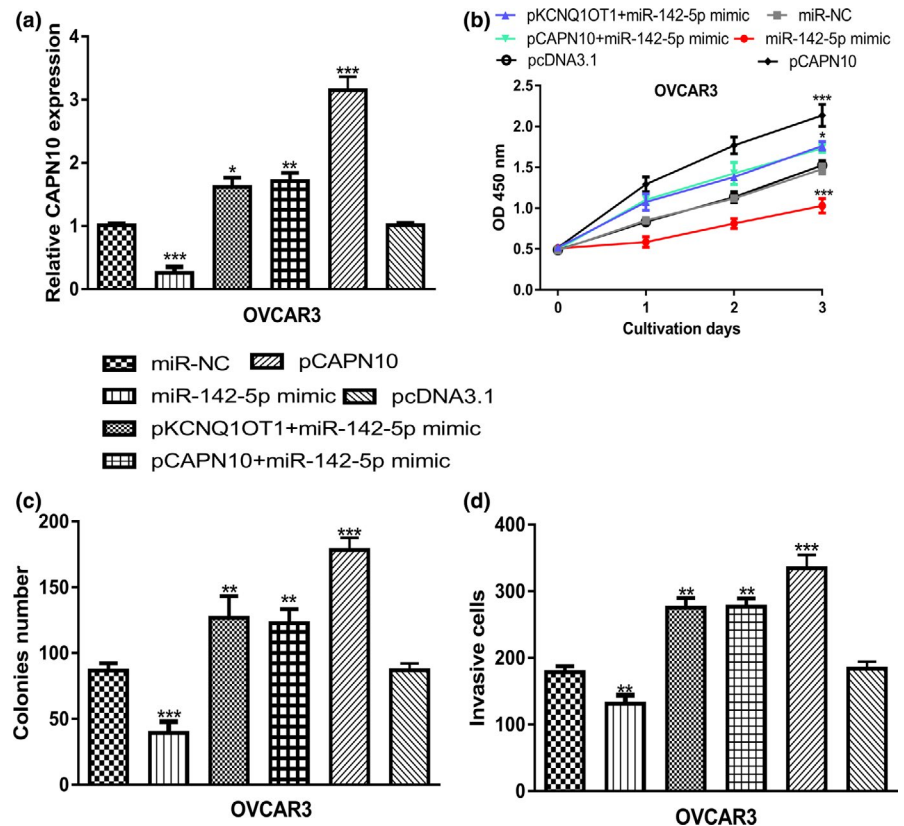 (a)
Relative CAPN10 expression
4
3
2
1
0
***
*
**
***
OVCAR3
(b)
pKCNQ1OT1+miR-142-5p mimic
miR-NC
pCAPN10+miR-142-5p mimic
miR-142-5p mimic
pcDNA3.1
pCAPN10
OVCAR3
OD 450 nm
2.5
2.0
1.5
1.0
0.5
0.0
***
*
***
0 1 2 3
Cultivation days
miR-NC
pCAPN10
miR-142-5p mimic
pcDNA3.1
pKCNQ1OT1+miR-142-5p mimic
pCAPN10+miR-142-5p mimic
(c)
Colonies number
200
150
100
50
0
***
**
**
***
OVCAR3
(d)
Invasive cells
400
300
200
100
0
**
**
**
***
OVCAR3